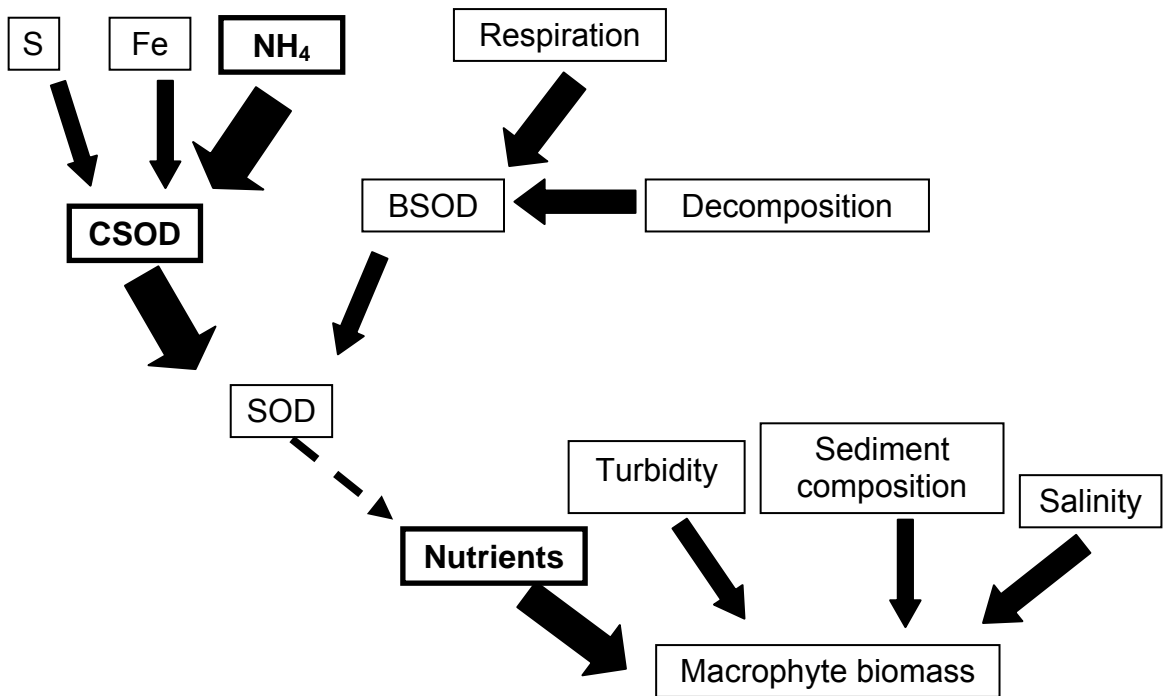 S
Fe
NH₄
Respiration
CSOD
BSOD
Decomposition
SOD
Turbidity
Sediment
composition
Salinity
Nutrients
Macrophyte biomass